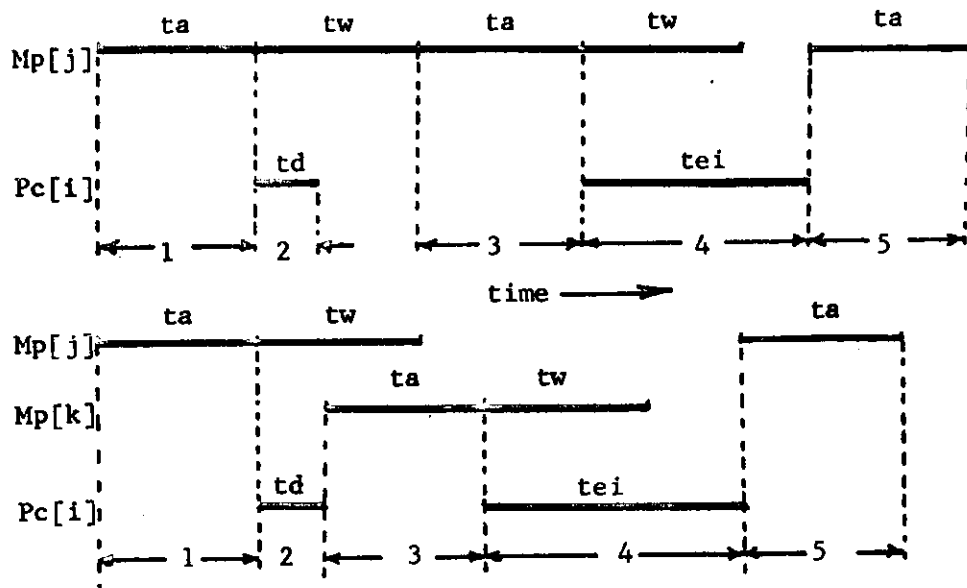 ta tw ta tw ta
Mp[j]
td tei
Pc[i]
1 2 3 4 5
time
ta tw ta
Mp[j]
ta tw
Mp[k]
td tei
Pc[i]
1 2 3 4 5